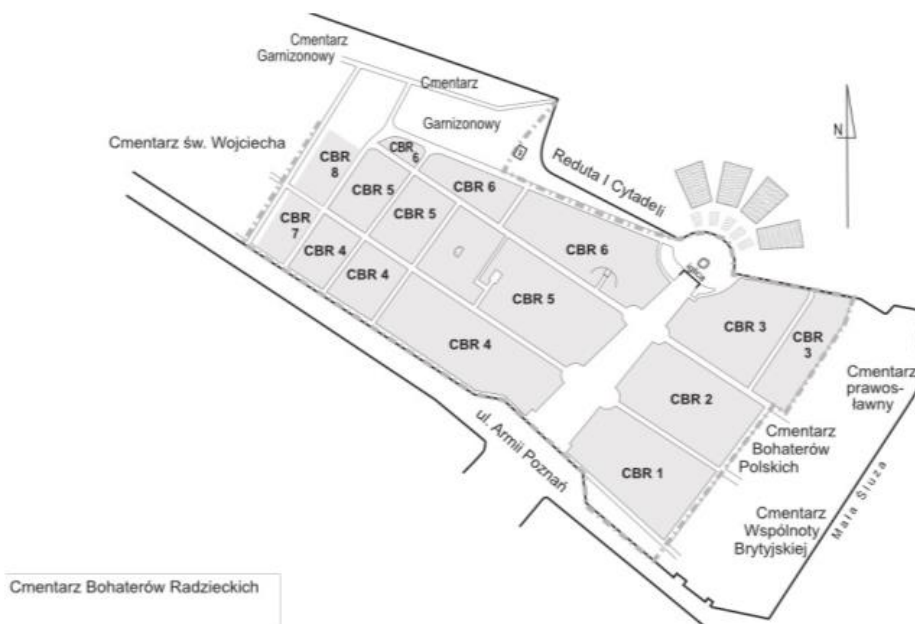 Cmentarz
Garnizonowy
Cmentarz
Garnizonowy
Cmentarz św. Wojciecha
Reduta I Cytadeli
N
CBR
8
CBR
6
CBR 6
CBR 5
CBR 5
CBR 6
CBR
7
CBR 4
CBR 4
CBR 5
iglica
CBR 4
CBR 3
CBR
3
CBR 2
CBR 1
Cmentarz
prawos-
ławny
Cmentarz
Bohaterów
Polskich
ul. Armii Poznań
Cmentarz
Wspólnoty
Brytyjskiej
Mała Śluza
Cmentarz Bohaterów Radzieckich